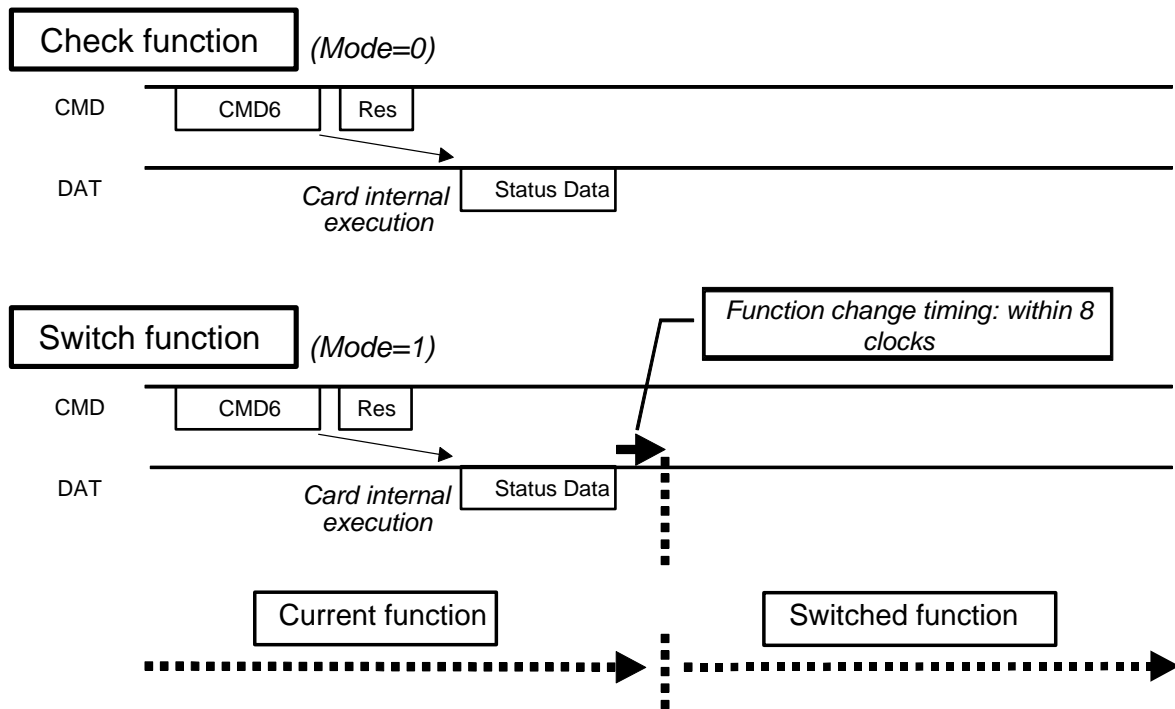 Check function (Mode=0)
CMD CMD6 Res
DAT Status Data
Card internal
execution
Function change timing: within 8
clocks
Switch function (Mode=1)
CMD CMD6 Res
DAT Status Data
Card internal
execution
Current function Switched function